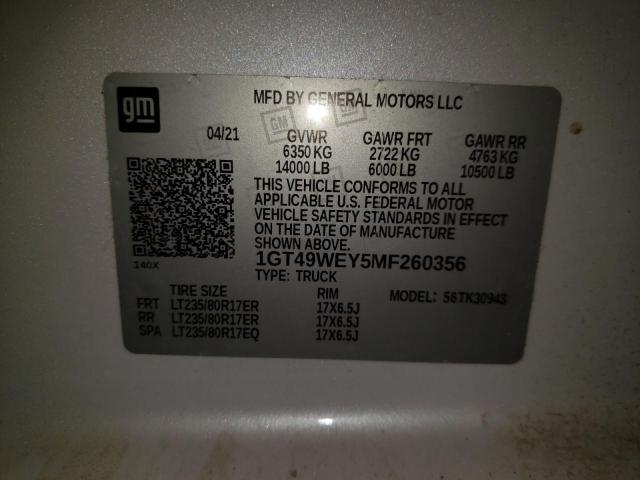 gm
MFD BY GENERAL MOTORS LLC
04/21 GVWR GAWR FRT GAWR RR
6350 KG 2722 KG 4763 KG
14000 LB 6000 LB 10500 LB
THIS VEHICLE CONFORMS TO ALL
APPLICABLE U.S. FEDERAL MOTOR
VEHICLE SAFETY STANDARDS IN EFFECT
ON THE DATE OF MANUFACTURE
SHOWN ABOVE.
140X
1GT49WEY5MF260356
TYPE: TRUCK
TIRE SIZE RIM MODEL: 56TK30943
FRT LT235/80R17ER 17X6.5J
RR LT235/80R17ER 17X6.5J
SPA LT235/80R17EQ 17X6.5J
GM
GM